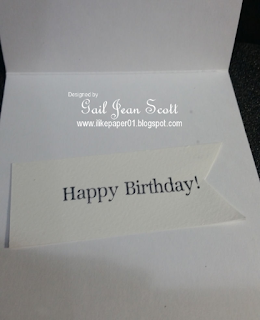 Designed by
Gail Jean Scott
www.ilikepaper01.blogspot.com
Happy Birthday!